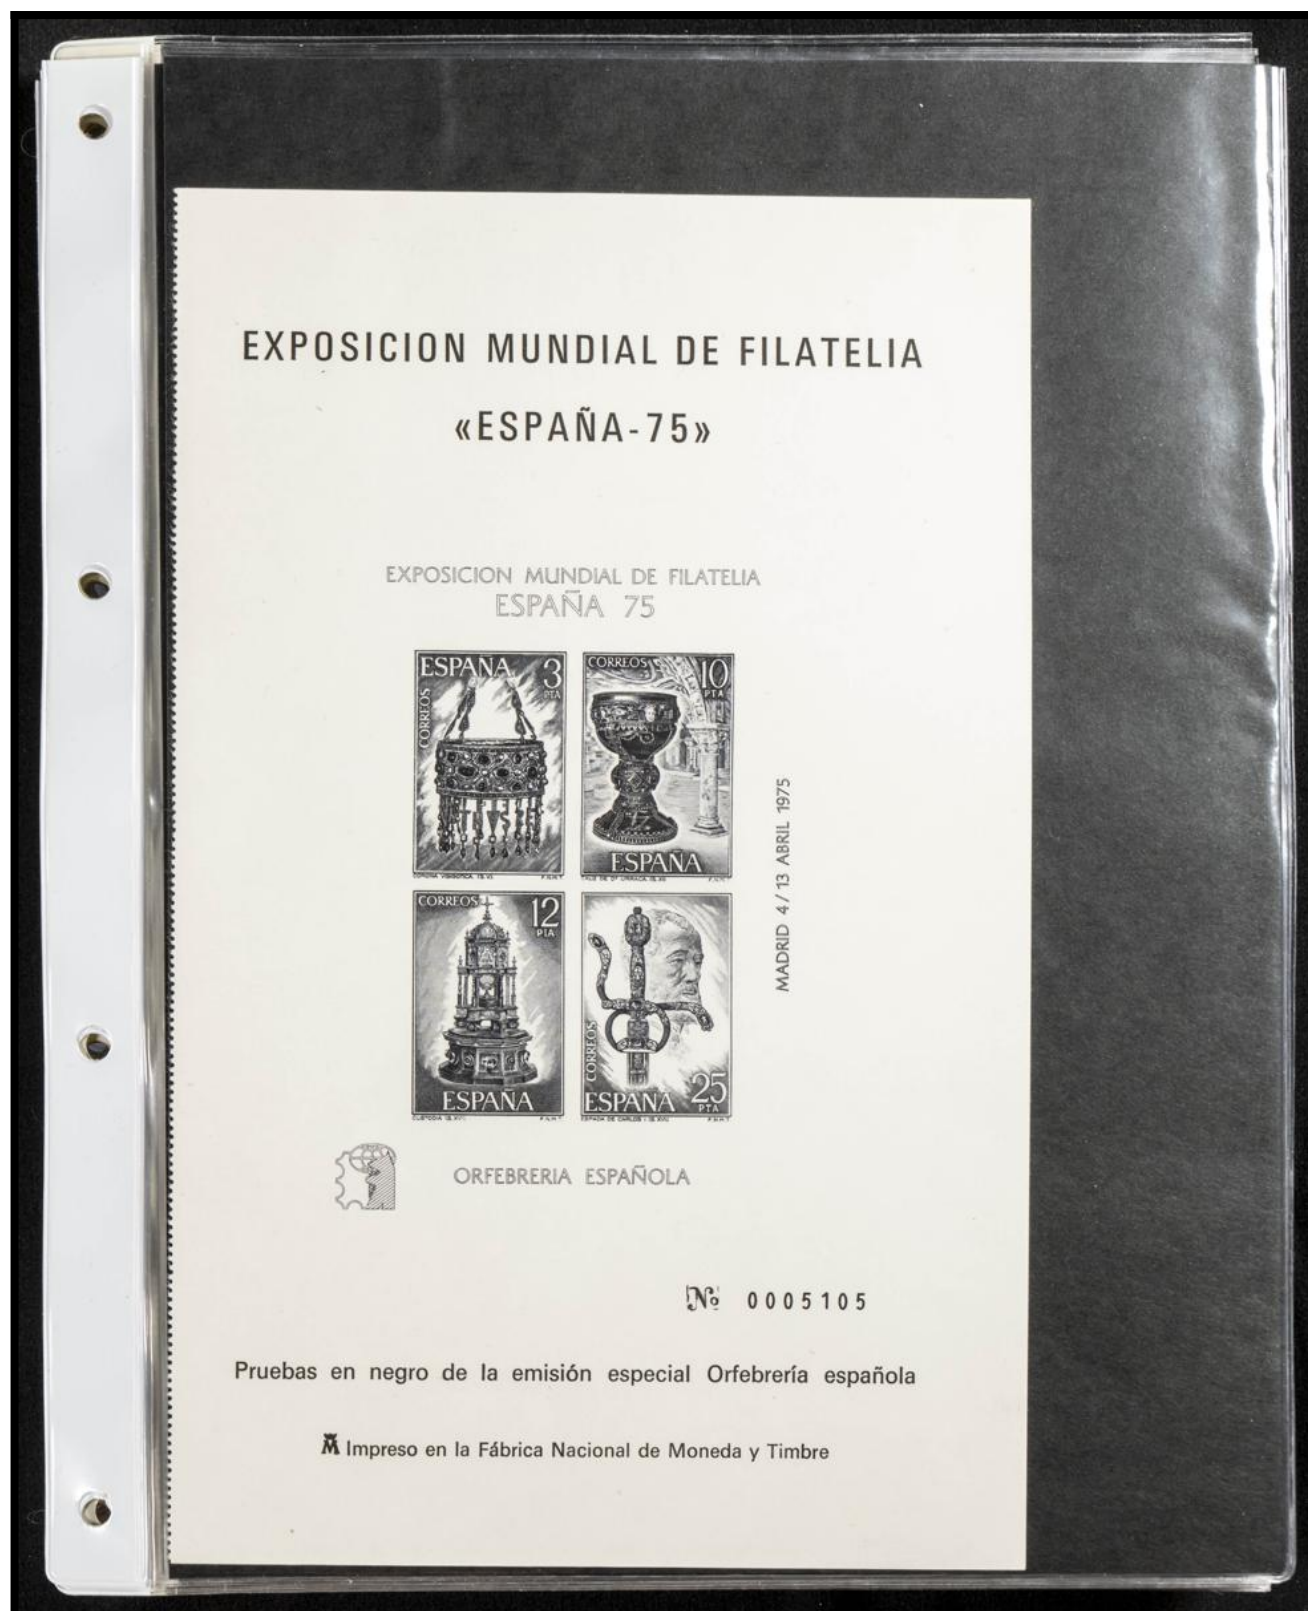 EXPOSICION MUNDIAL DE FILATELIA
«ESPAÑA-75»
EXPOSICION MUNDIAL DE FILATELIA
ESPAÑA 75
ESPAÑA 3
PTA
CORREOS
CORREOS 10
PTA
ESPAÑA
F.N.M.T.
F.N.M.T.
MADRID 4/13 ABRIL 1975
CORREOS 12
PTA
ESPAÑA
CORREOS
ESPAÑA 25
PTA
F.N.M.T.
F.N.M.T.
ORFEBRERIA ESPAÑOLA
Nº 0005105
Pruebas en negro de la emisión especial Orfebrería española
Impreso en la Fábrica Nacional de Moneda y Timbre